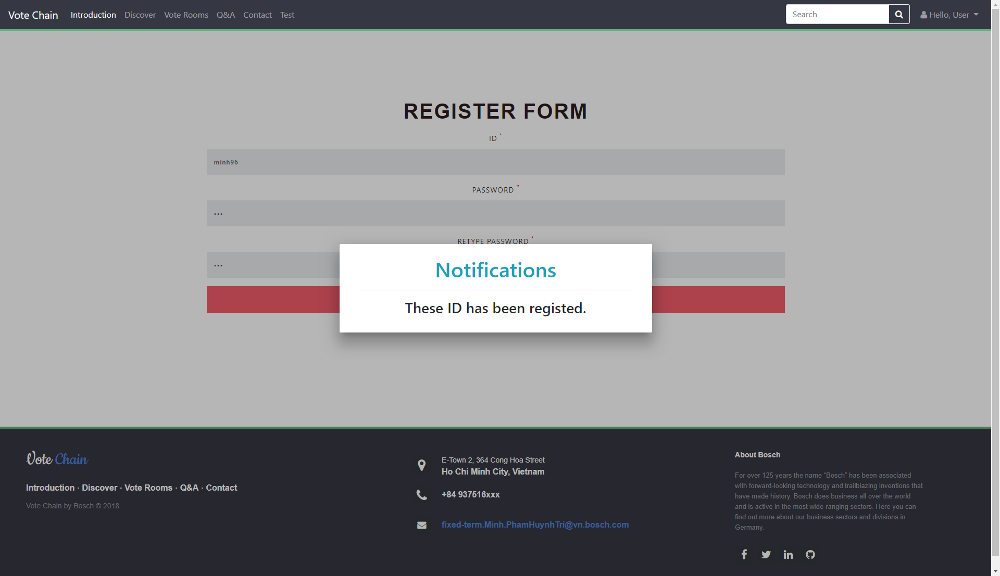 Vote Chain Introduction Discover Vote Rooms Q&A Contact Test Search Hello, User
REGISTER FORM
ID *
minh96
PASSWORD *
•••
RETYPE PASSWORD *
•••
Notifications
These ID has been registed.
Vote Chain
Introduction · Discover · Vote Rooms · Q&A · Contact
Vote Chain by Bosch © 2018
E-Town 2, 364 Cong Hoa Street
Ho Chi Minh City, Vietnam
+84 937516xxx
fixed-term.Minh.PhamHuynhTri@vn.bosch.com
About Bosch
For over 125 years the name “Bosch” has been associated
with forward-looking technology and trailblazing inventions that
have made history. Bosch does business all over the world
and is active in the most wide-ranging sectors. Here you can
find out more about our business sectors and divisions in
Germany.